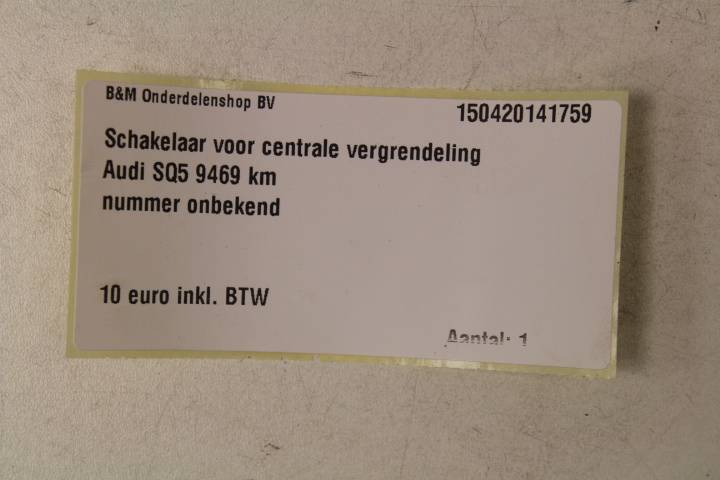 B&M Onderdelenshop BV
150420141759
Schakelaar voor centrale vergrendeling
Audi SQ5 9469 km
nummer onbekend
10 euro inkl. BTW
Aantal: 1